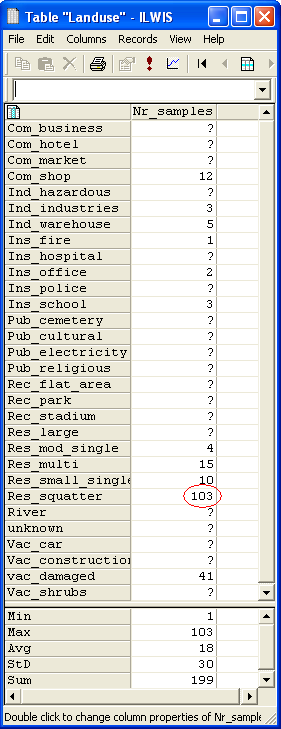 Table "Landuse" - ILWIS
File Edit Columns Records View Help
Nr_samples
Com_business ?
Com_hotel ?
Com_market ?
Com_shop 12
Ind_hazardous ?
Ind_industries 3
Ind_warehouse 5
Ins_fire 1
Ins_hospital ?
Ins_office 2
Ins_police ?
Ins_school 3
Pub_cemetery ?
Pub_cultural ?
Pub_electricity ?
Pub_religious ?
Rec_flat_area ?
Rec_park ?
Rec_stadium ?
Res_large ?
Res_mod_single 4
Res_multi 15
Res_small_single 10
Res_squatter 103
River ?
unknown ?
Vac_car ?
Vac_construction ?
vac_damaged 41
Vac_shrubs ?
Min 1
Max 103
Avg 18
StD 30
Sum 199
Double click to change column properties of Nr_sample